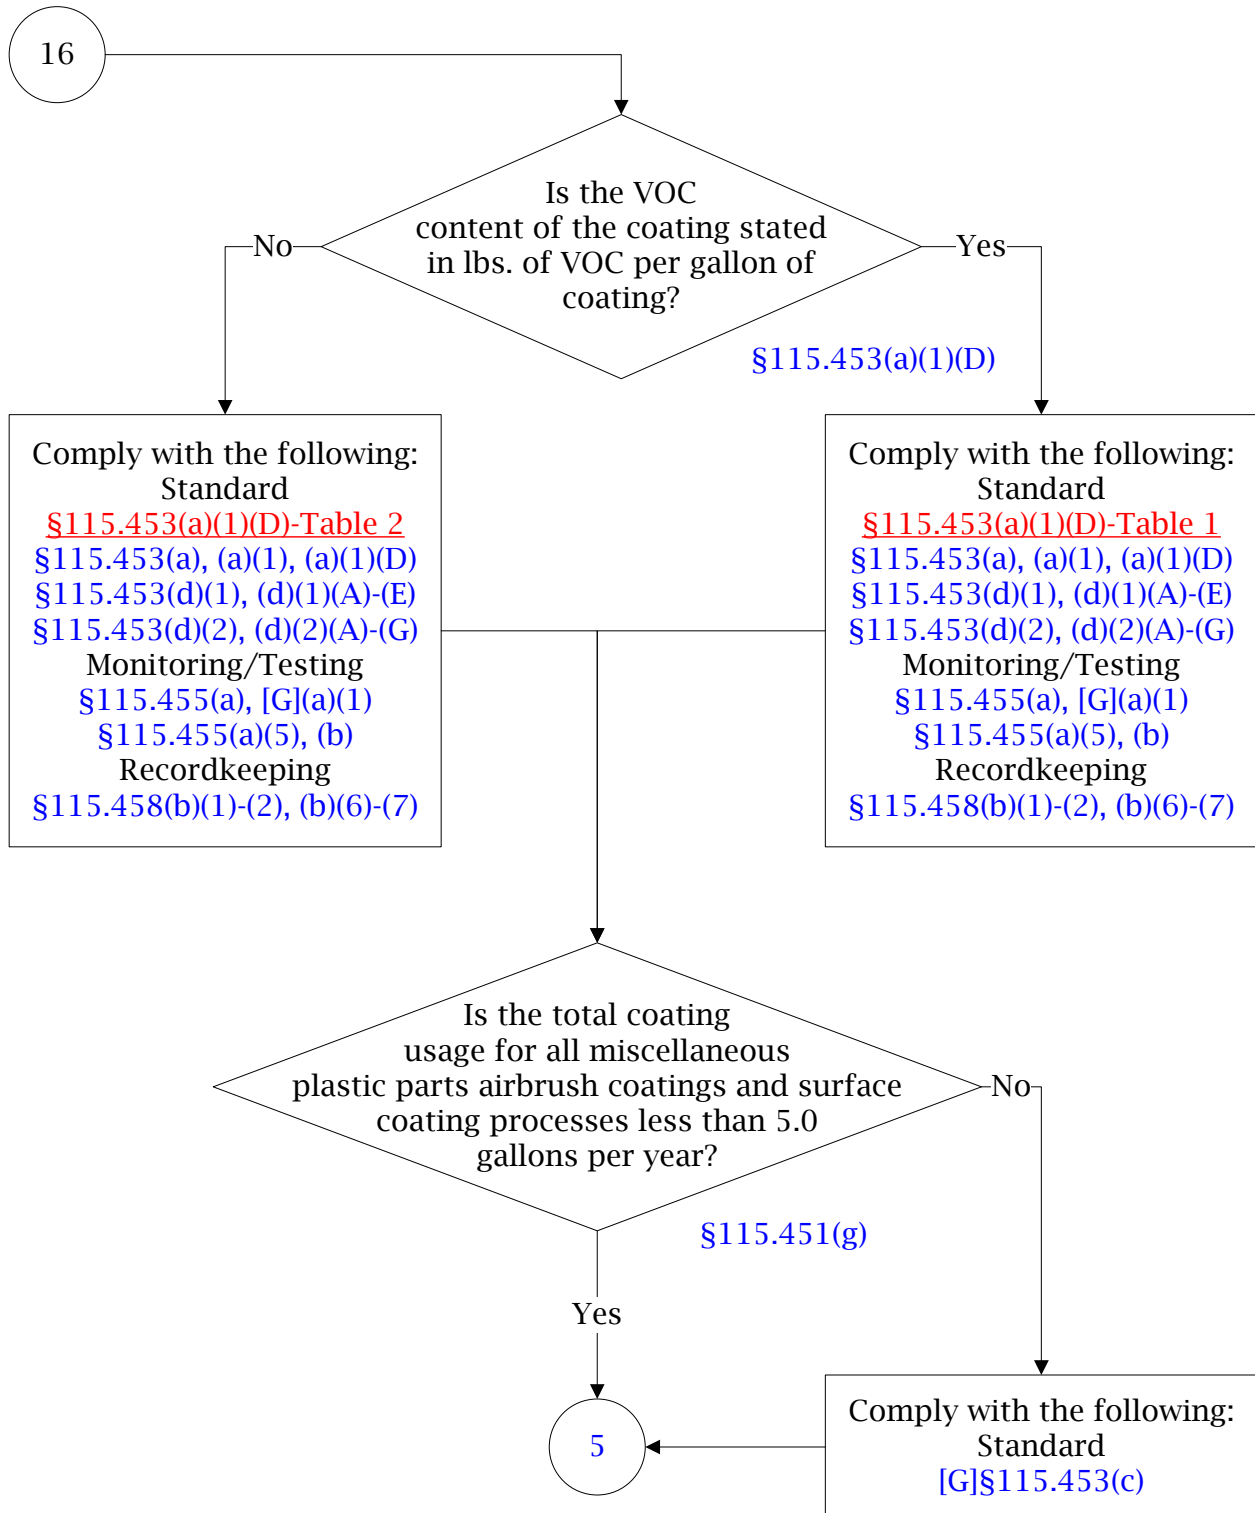 16
Is the VOC
content of the coating stated
in lbs. of VOC per gallon of
coating?
No
Yes
§115.453(a)(1)(D)
Comply with the following:
Standard
§115.453(a)(1)(D)-Table 2
§115.453(a), (a)(1), (a)(1)(D)
§115.453(d)(1), (d)(1)(A)-(E)
§115.453(d)(2), (d)(2)(A)-(G)
Monitoring/Testing
§115.455(a), [G](a)(1)
§115.455(a)(5), (b)
Recordkeeping
§115.458(b)(1)-(2), (b)(6)-(7)
Comply with the following:
Standard
§115.453(a)(1)(D)-Table 1
§115.453(a), (a)(1), (a)(1)(D)
§115.453(d)(1), (d)(1)(A)-(E)
§115.453(d)(2), (d)(2)(A)-(G)
Monitoring/Testing
§115.455(a), [G](a)(1)
§115.455(a)(5), (b)
Recordkeeping
§115.458(b)(1)-(2), (b)(6)-(7)
Is the total coating
usage for all miscellaneous
plastic parts airbrush coatings and surface
coating processes less than 5.0
gallons per year?
No
§115.451(g)
Yes
5
Comply with the following:
Standard
[G]§115.453(c)